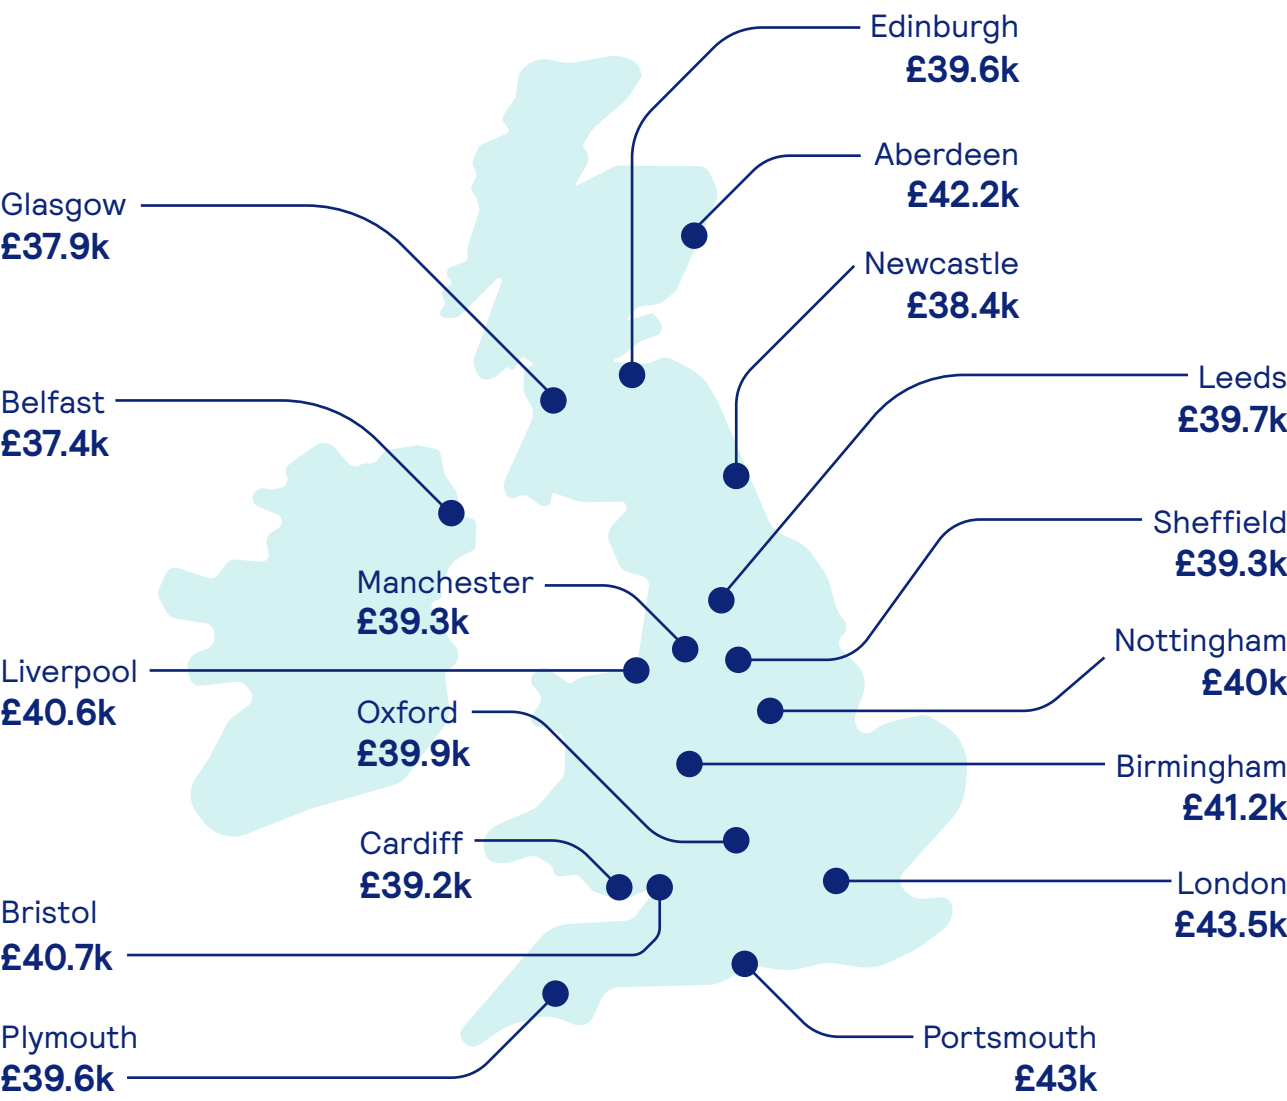 Edinburgh
£39.6k
Aberdeen
£42.2k
Glasgow
£37.9k
Newcastle
£38.4k
Leeds
£39.7k
Belfast
£37.4k
Sheffield
£39.3k
Manchester
£39.3k
Nottingham
£40k
Liverpool
£40.6k
Oxford
£39.9k
Birmingham
£41.2k
Cardiff
£39.2k
London
£43.5k
Bristol
£40.7k
Plymouth
£39.6k
Portsmouth
£43k